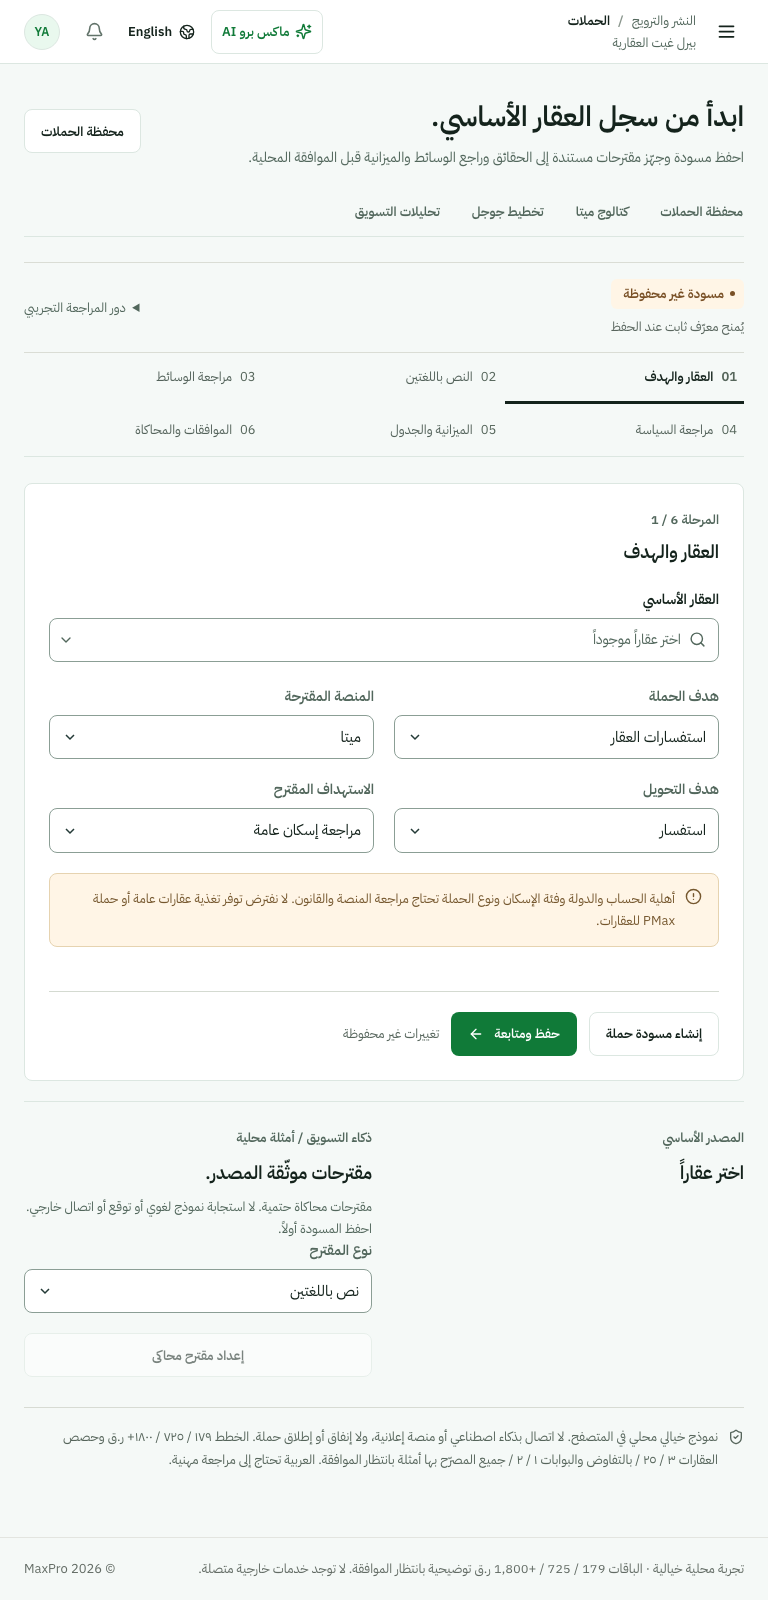 النشر والترويج / الحملات
بيرل غيت العقارية
ماكس برو AI
English
YA
ابدأ من سجل العقار الأساسي.
احفظ مسودة وجهّز مقترحات مستندة إلى الحقائق وراجع الوسائط والميزانية قبل الموافقة المحلية.
محفظة الحملات
محفظة الحملات
كتالوج ميتا
تخطيط جوجل
تحليلات التسويق
مسودة غير محفوظة
يُمنح معرّف ثابت عند الحفظ
دور المراجعة التجريبي
01 العقار والهدف
02 النص باللغتين
03 مراجعة الوسائط
04 مراجعة السياسة
05 الميزانية والجدول
06 الموافقات والمحاكاة
المرحلة 6 / 1
العقار والهدف
العقار الأساسي
اختر عقاراً موجوداً
هدف الحملة
المنصة المقترحة
استفسارات العقار
ميتا
هدف التحويل
الاستهداف المقترح
استفسار
مراجعة إسكان عامة
أهلية الحساب والدولة وفئة الإسكان ونوع الحملة تحتاج مراجعة المنصة والقانون. لا نفترض توفر تغذية عقارات عامة أو حملة
PMax للعقارات.
إنشاء مسودة حملة
حفظ ومتابعة
تغييرات غير محفوظة
المصدر الأساسي
اختر عقاراً
ذكاء التسويق / أمثلة محلية
مقترحات موثّقة المصدر.
مقترحات محاكاة حتمية. لا استجابة نموذج لغوي أو توقع أو اتصال خارجي.
احفظ المسودة أولاً.
نوع المقترح
نص باللغتين
إعداد مقترح محاكى
نموذج خيالي محلي في المتصفح. لا اتصال بذكاء اصطناعي أو منصة إعلانية، ولا إنفاق أو إطلاق حملة. الخطط ١٧٩ / ٧٢٥ / ١٨٠٠+ ر.ق وحصص
العقارات ٣ / ٢٥ / بالتفاوض والبوابات ١ / ٢ / جميع المصرّح بها أمثلة بانتظار الموافقة. العربية تحتاج إلى مراجعة مهنية.
تجربة محلية خيالية · الباقات 179 / 725 / +1,800 ر.ق توضيحية بانتظار الموافقة. لا توجد خدمات خارجية متصلة.
© 2026 MaxPro